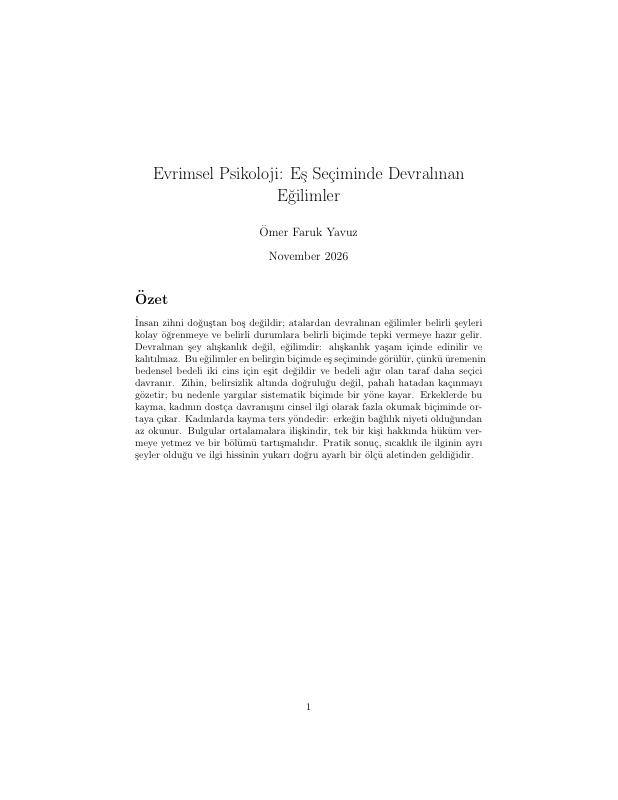 Evrimsel Psikoloji: Eş Seçiminde Devralınan
Eğilimler
Ömer Faruk Yavuz
November 2026
Özet
İnsan zihni doğuştan boş değildir; atalardan devralınan eğilimler belirli şeyleri
kolay öğrenmeye ve belirli durumlara belirli biçimde tepki vermeye hazır gelir.
Devralınan şey alışkanlık değil, eğilimdir: alışkanlık yaşam içinde edinilir ve
kalıtılmaz. Bu eğilimler en belirgin biçimde eş seçiminde görülür, çünkü üremenin
bedensel bedeli iki cins için eşit değildir ve bedeli ağır olan taraf daha seçici
davranır. Zihin, belirsizlik altında doğruluğu değil, pahalı hatadan kaçınmayı
gözetir; bu nedenle yargılar sistematik biçimde bir yöne kayar. Erkeklerde bu
kayma, kadının dostça davranışını cinsel ilgi olarak fazla okumak biçiminde or-
taya çıkar. Kadınlarda kayma ters yöndedir: erkeğin bağlılık niyeti olduğundan
az okunur. Bulgular ortalamalara ilişkindir, tek bir kişi hakkında hüküm ver-
meye yetmez ve bir bölümü tartışmalıdır. Pratik sonuç, sıcaklık ile ilginin ayrı
şeyler olduğu ve ilgi hissinin yukarı doğru ayarlı bir ölçü aletinden geldiğidir.
1